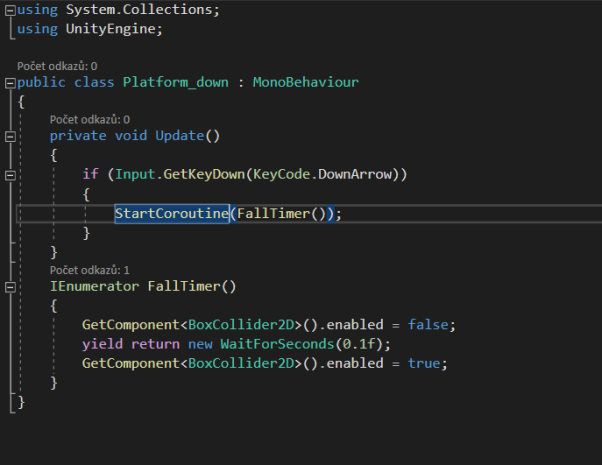 using System.Collections;
using UnityEngine;
Počet odkazů: 0
public class Platform_down : MonoBehaviour
{
Počet odkazů: 0
private void Update()
{
if (Input.GetKeyDown(KeyCode.DownArrow))
{
StartCoroutine(FallTimer());
}
}
Počet odkazů: 1
IEnumerator FallTimer()
{
GetComponent<BoxCollider2D>().enabled = false;
yield return new WaitForSeconds(0.1f);
GetComponent<BoxCollider2D>().enabled = true;
}
}